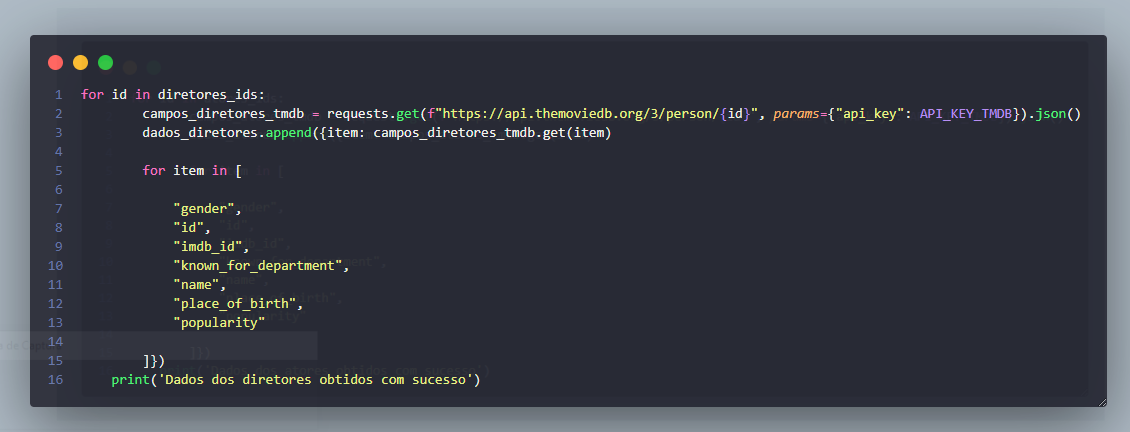 1 for id in diretores_ids:
2 campos_diretores_tmdb = requests.get(f"https://api.themoviedb.org/3/person/{id}", params={"api_key": API_KEY_TMDB}).json()
3 dados_diretores.append({item: campos_diretores_tmdb.get(item)
4
5 for item in [
6
7 "gender",
8 "id",
9 "imdb_id",
10 "known_for_department",
11 "name",
12 "place_of_birth",
13 "popularity"
14
15 ]})
16 print('Dados dos diretores obtidos com sucesso')